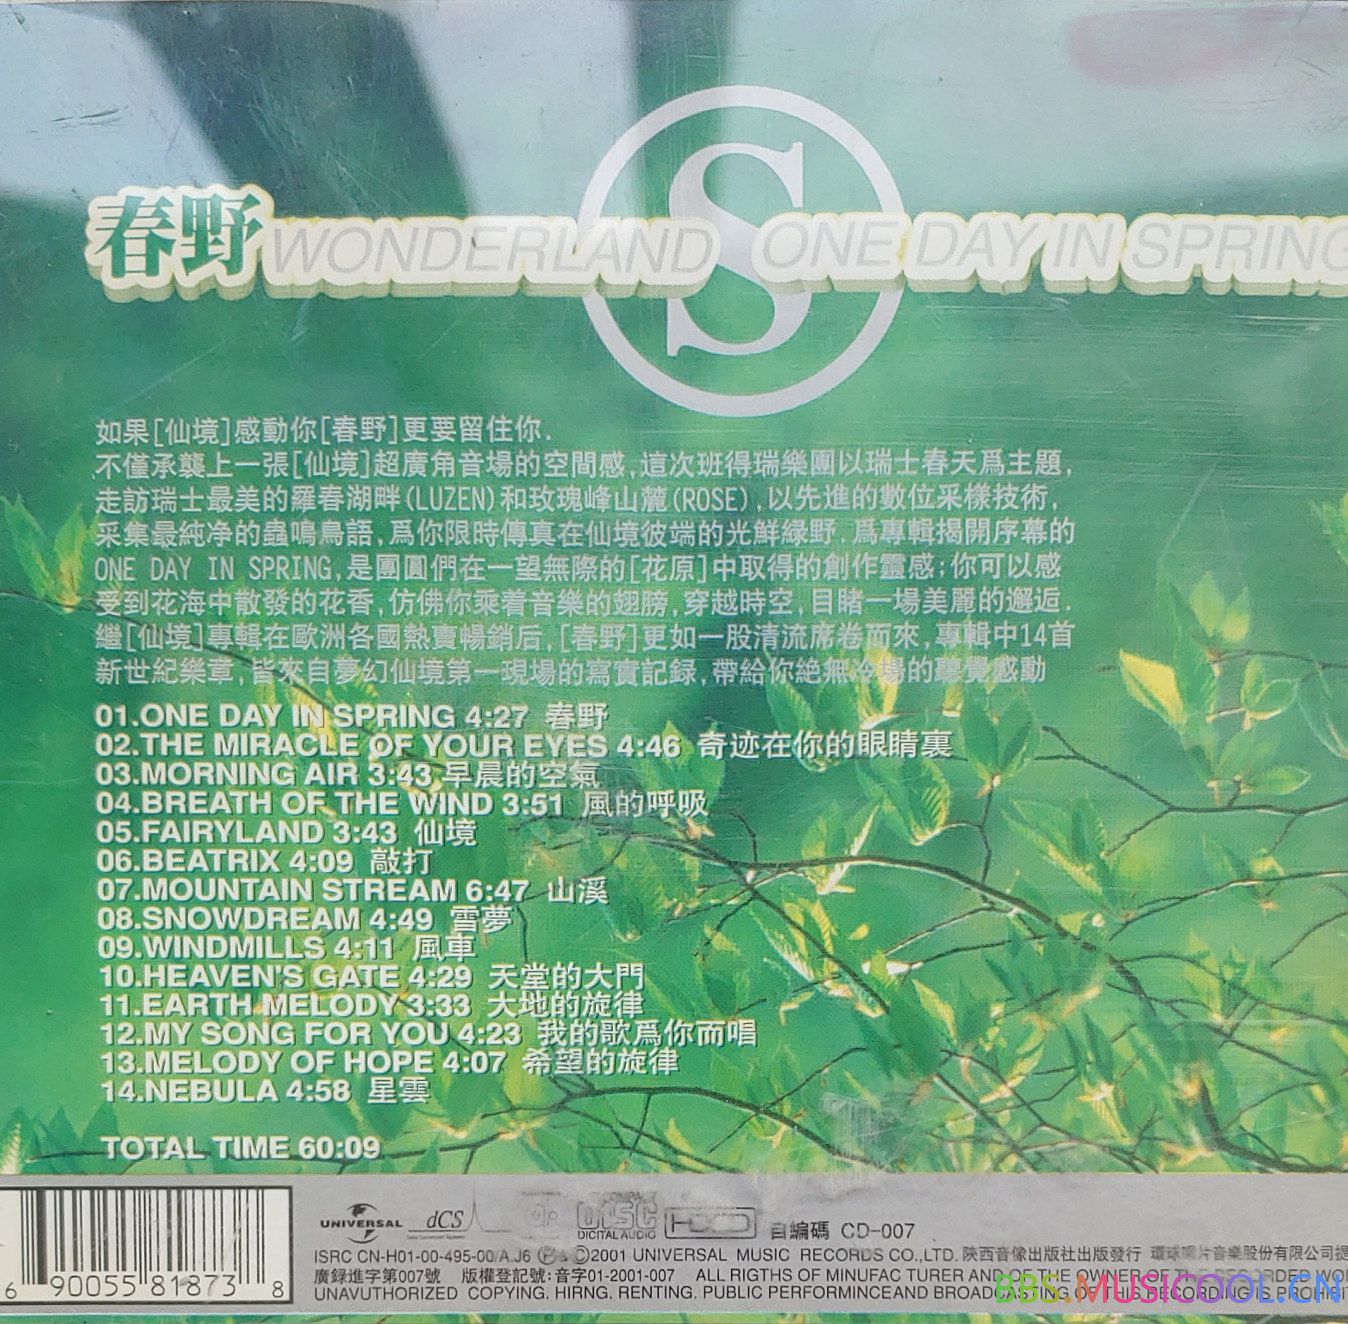 S
春野 WONDERLAND ONE DAY IN SPRING
如果[仙境]感動你[春野]更要留住你.
不僅承襲上一張[仙境]超廣角音場的空間感,這次班得瑞樂團以瑞士春天爲主題,
走訪瑞士最美的羅春湖畔(LUZEN)和玫瑰峰山麓(ROSE),以先進的數位采樣技術,
采集最純净的蟲鳴鳥語,爲你限時傳真在仙境彼端的光鮮緑野.爲專輯揭開序幕的
ONE DAY IN SPRING,是團圓們在一望無際的[花原]中取得的創作靈感;你可以感
受到花海中散發的花香,仿佛你乘着音樂的翅膀,穿越時空,目睹一場美麗的邂逅.
繼[仙境]專輯在歐洲各國熱賣暢銷后,[春野]更如一股清流席卷而來,專輯中14首
新世紀樂章,皆來自夢幻仙境第一現場的寫實記録,帶給你絶無冷場的聽覺感動
01.ONE DAY IN SPRING 4:27 春野
02.THE MIRACLE OF YOUR EYES 4:46 奇迹在你的眼睛裏
03.MORNING AIR 3:43 早晨的空氣
04.BREATH OF THE WIND 3:51 風的呼吸
05.FAIRYLAND 3:43 仙境
06.BEATRIX 4:09 敲打
07.MOUNTAIN STREAM 6:47 山溪
08.SNOWDREAM 4:49 雪夢
09.WINDMILLS 4:11 風車
10.HEAVEN'S GATE 4:29 天堂的大門
11.EARTH MELODY 3:33 大地的旋律
12.MY SONG FOR YOU 4:23 我的歌爲你而唱
13.MELODY OF HOPE 4:07 希望的旋律
14.NEBULA 4:58 星雲
TOTAL TIME 60:09
UNIVERSAL dCS COMPACT disc DIGITAL AUDIO HDCD 自編碼 CD-007
ISRC CN-H01-00-495-00/A.J6 Ⓟ&Ⓒ2001 UNIVERSAL MUSIC RECORDS CO.,LTD. 陝西音像出版社出版發行 環球唱片音樂股份有限公司提
廣録進字第007號 版權登記號:音字01-2001-007 ALL RIGTHS OF MINUFAC TURER AND OF THE OWNER OF THE RECORDER WO
UNAUTHORIZED COPYING. HIRNG. RENTING. PUBLIC PERFORMINCEAND BROADCASTING OF THIS RECORDING IS PROHIB
6 90055 81873 8
BBS.MUSICOOL.CN